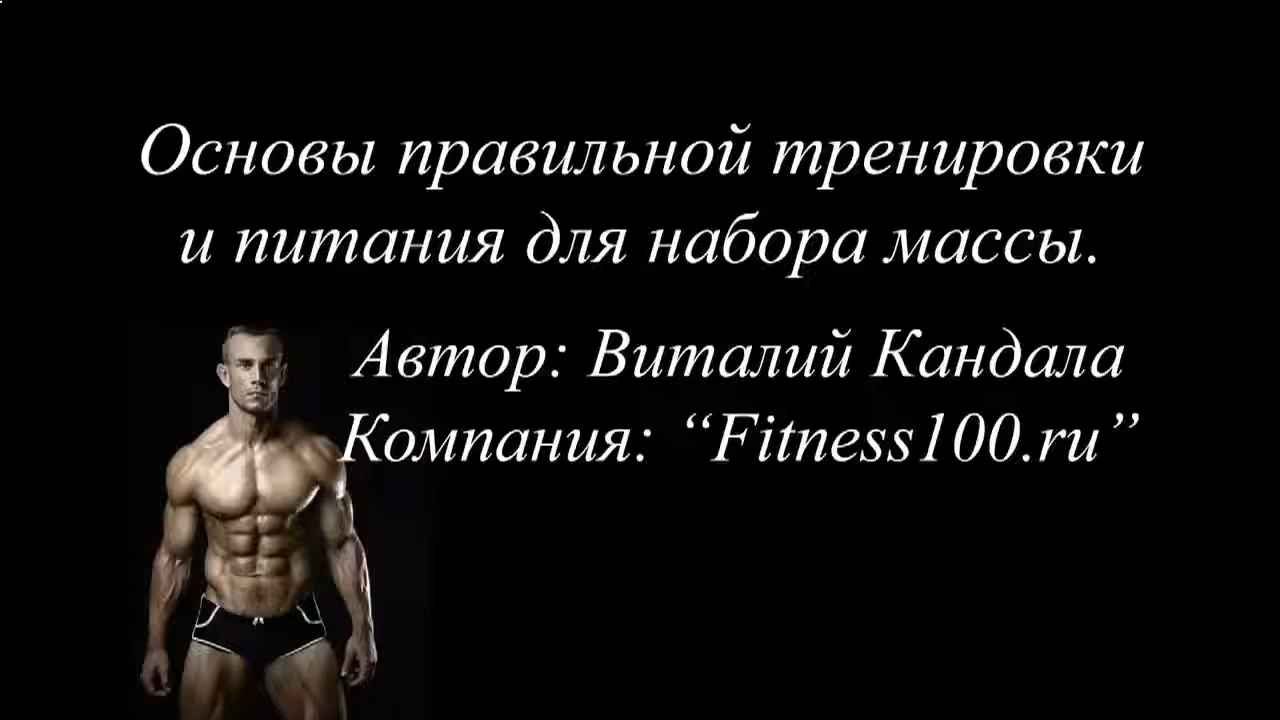 Основы правильной тренировки
и питания для набора массы.
Автор: Виталий Кандала
Компания: “Fitness100.ru”